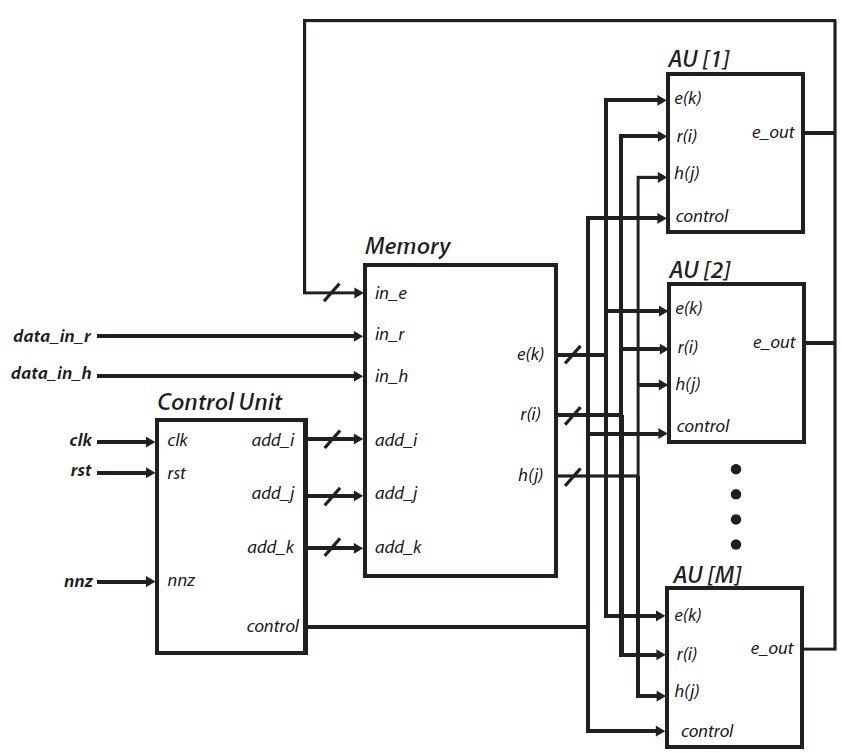 AU [1]
e(k)
r(i)
e_out
h(j)
control
Memory
in_e
data_in_r
in_r
data_in_h
in_h
e(k)
r(i)
h(j)
add_i
add_j
add_k
Control Unit
clk
clk
add_i
rst
rst
add_j
add_k
nnz
nnz
control
AU [2]
e(k)
r(i)
e_out
h(j)
control
AU [M]
e(k)
r(i)
e_out
h(j)
control